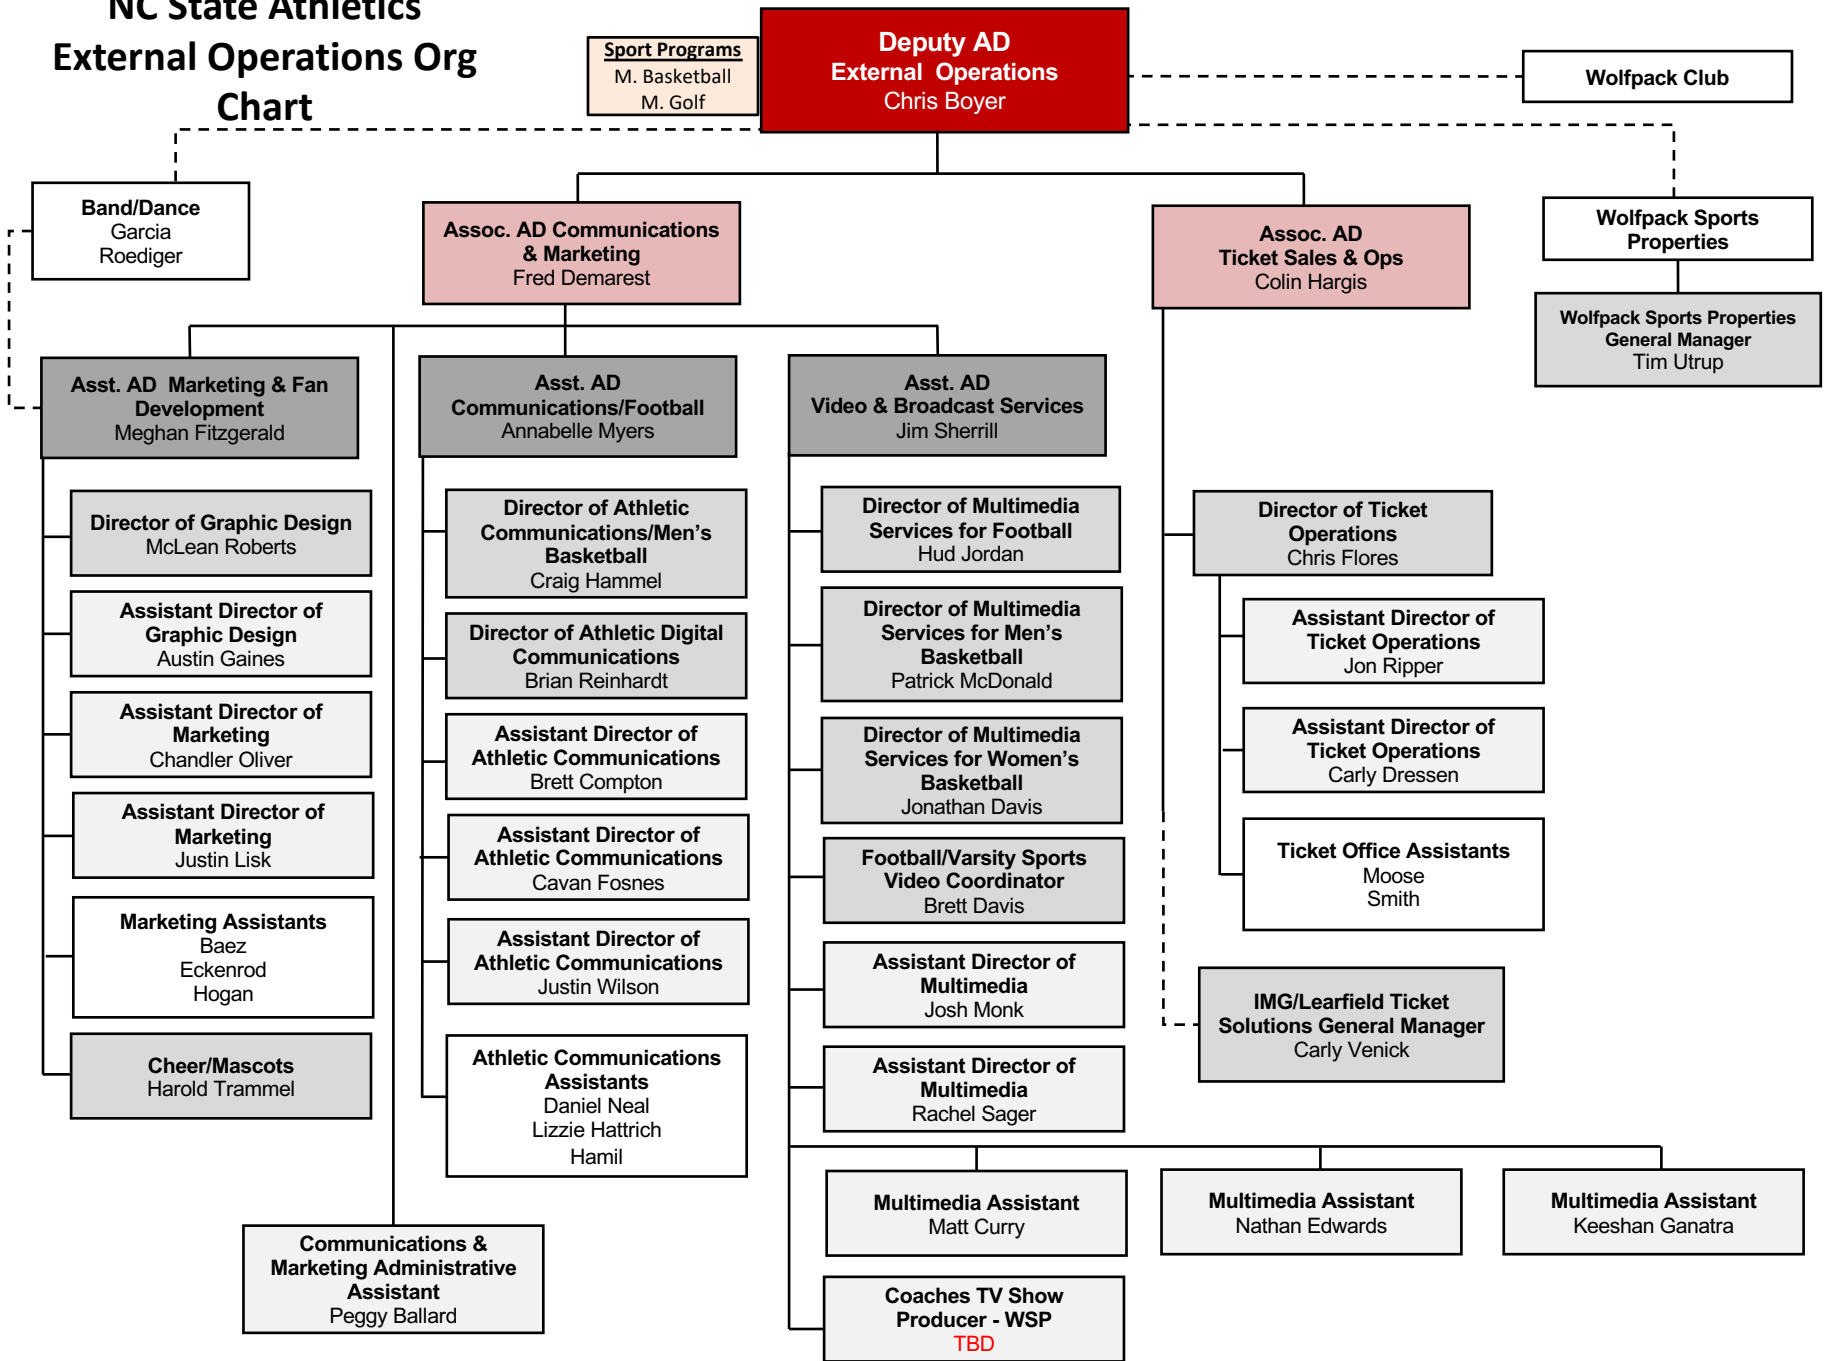 NC State Athletics
External Operations Org
Chart
Sport Programs
M. Basketball
M. Golf
Deputy AD
External Operations
Chris Boyer
Wolfpack Club
Band/Dance
Garcia
Roediger
Assoc. AD Communications
& Marketing
Fred Demarest
Assoc. AD
Ticket Sales & Ops
Colin Hargis
Wolfpack Sports
Properties
Wolfpack Sports Properties
General Manager
Tim Utrup
Asst. AD Marketing & Fan
Development
Meghan Fitzgerald
Director of Graphic Design
McLean Roberts
Assistant Director of
Graphic Design
Austin Gaines
Assistant Director of
Marketing
Chandler Oliver
Assistant Director of
Marketing
Justin Lisk
Marketing Assistants
Baez
Eckenrod
Hogan
Cheer/Mascots
Harold Trammel
Communications &
Marketing Administrative
Assistant
Peggy Ballard
Asst. AD
Communications/Football
Annabelle Myers
Director of Athletic
Communications/Men's
Basketball
Craig Hammel
Director of Athletic Digital
Communications
Brian Reinhardt
Assistant Director of
Athletic Communications
Brett Compton
Assistant Director of
Athletic Communications
Cavan Fosnes
Assistant Director of
Athletic Communications
Justin Wilson
Athletic Communications
Assistants
Daniel Neal
Lizzie Hattrich
Hamil
Asst. AD
Video & Broadcast Services
Jim Sherrill
Director of Multimedia
Services for Football
Hud Jordan
Director of Multimedia
Services for Men's
Basketball
Patrick McDonald
Director of Multimedia
Services for Women's
Basketball
Jonathan Davis
Football/Varsity Sports
Video Coordinator
Brett Davis
Assistant Director of
Multimedia
Josh Monk
Assistant Director of
Multimedia
Rachel Sager
Multimedia Assistant
Matt Curry
Multimedia Assistant
Nathan Edwards
Multimedia Assistant
Keeshan Ganatra
Coaches TV Show
Producer - WSP
TBD
Director of Ticket
Operations
Chris Flores
Assistant Director of
Ticket Operations
Jon Ripper
Assistant Director of
Ticket Operations
Carly Dressen
Ticket Office Assistants
Moose
Smith
IMG/Learfield Ticket
Solutions General Manager
Carly Venick